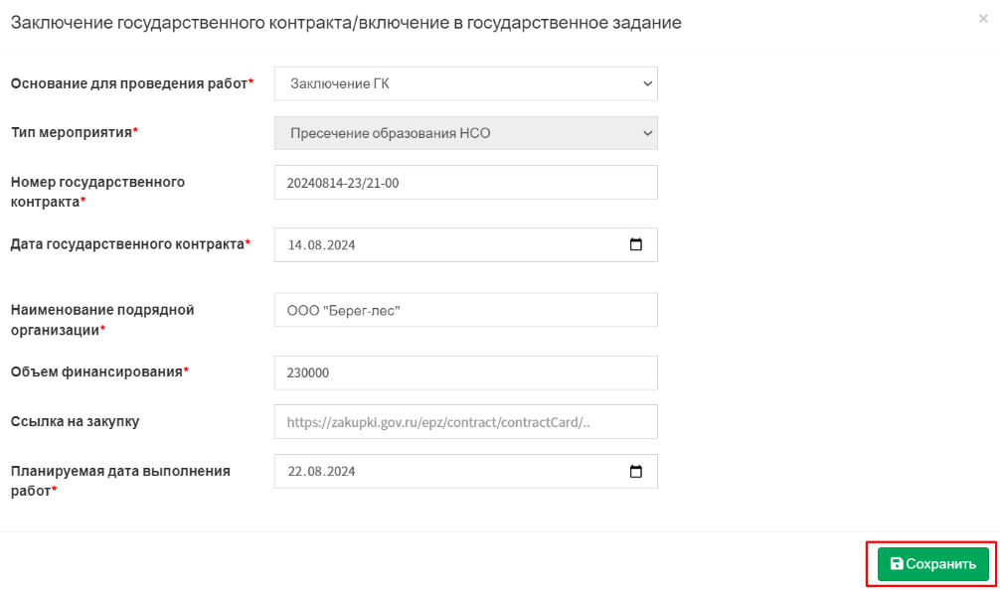 Заключение государственного контракта/включение в государственное задание
×
Основание для проведения работ*
Заключение ГК
Тип мероприятия*
Пресечение образования НСО
Номер государственного
контракта*
20240814-23/21-00
Дата государственного контракта*
14.08.2024
Наименование подрядной
организации*
ООО "Берег-лес"
Объем финансирования*
230000
Ссылка на закупку
https://zakupki.gov.ru/epz/contract/contractCard/..
Планируемая дата выполнения
работ*
22.08.2024
Сохранить